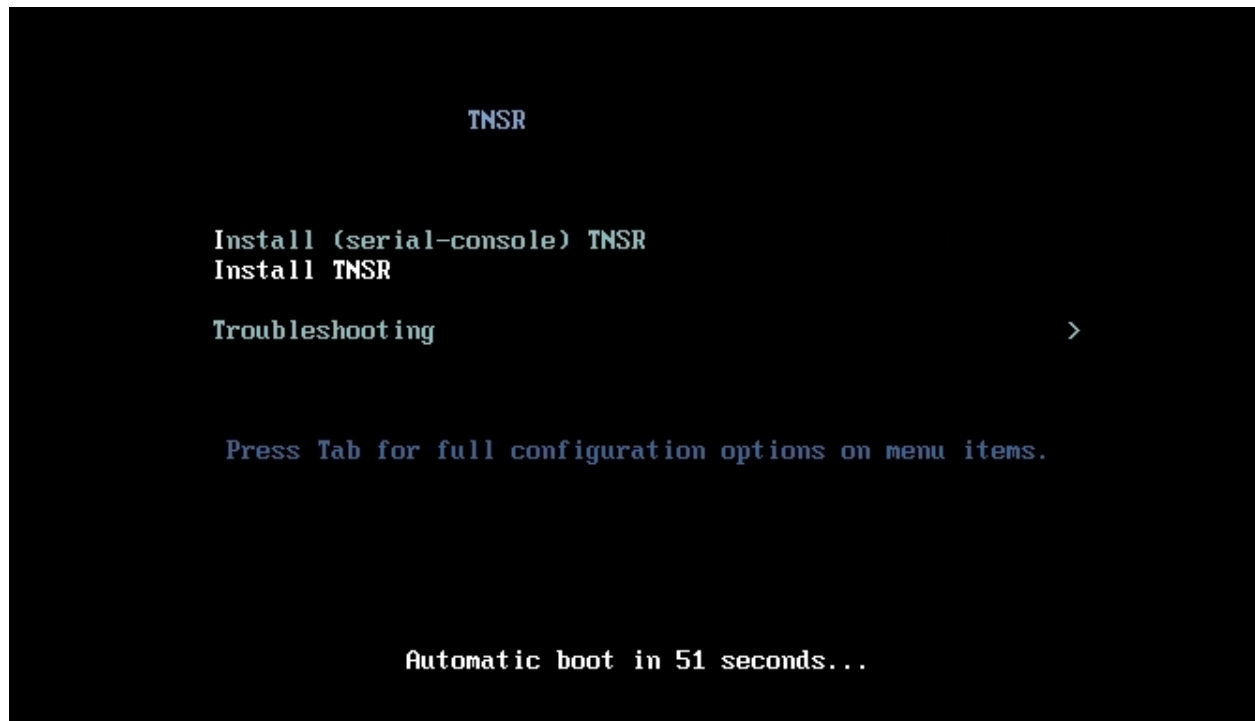 TNSR
Install (serial-console) TNSR
Install TNSR
Troubleshooting >
Press Tab for full configuration options on menu items.
Automatic boot in 51 seconds...